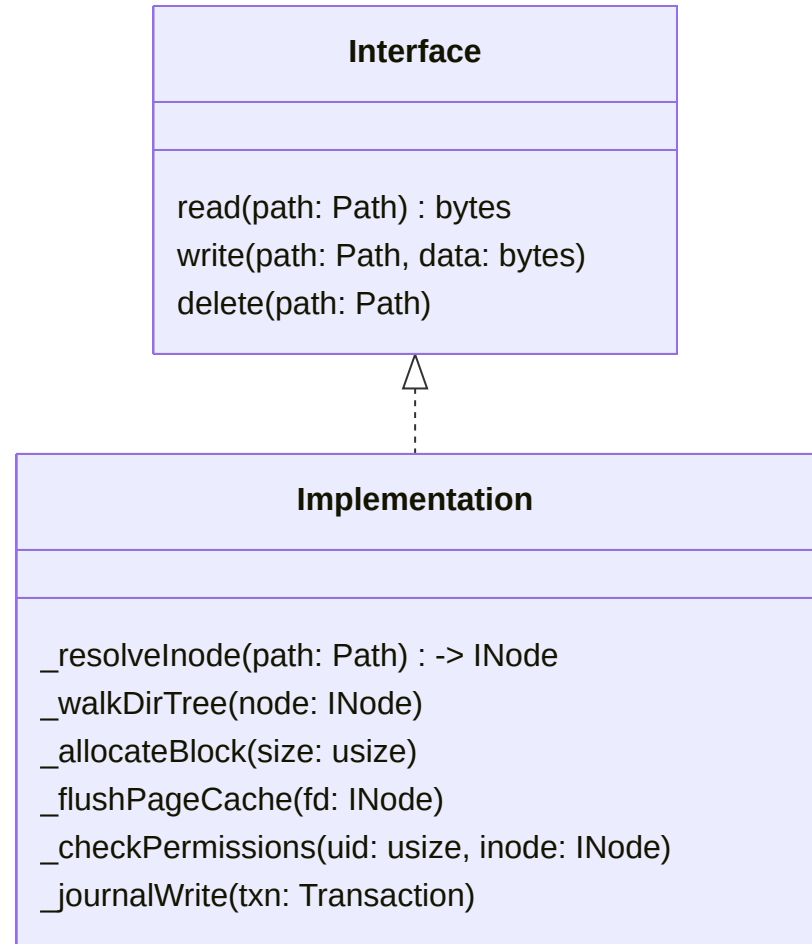 Interface
read(path: Path) : bytes
write(path: Path, data: bytes)
delete(path: Path)
Implementation
_resolveInode(path: Path) : -> INode
_walkDirTree(node: INode)
_allocateBlock(size: usize)
_flushPageCache(fd: INode)
_checkPermissions(uid: usize, inode: INode)
_journalWrite(txn: Transaction)